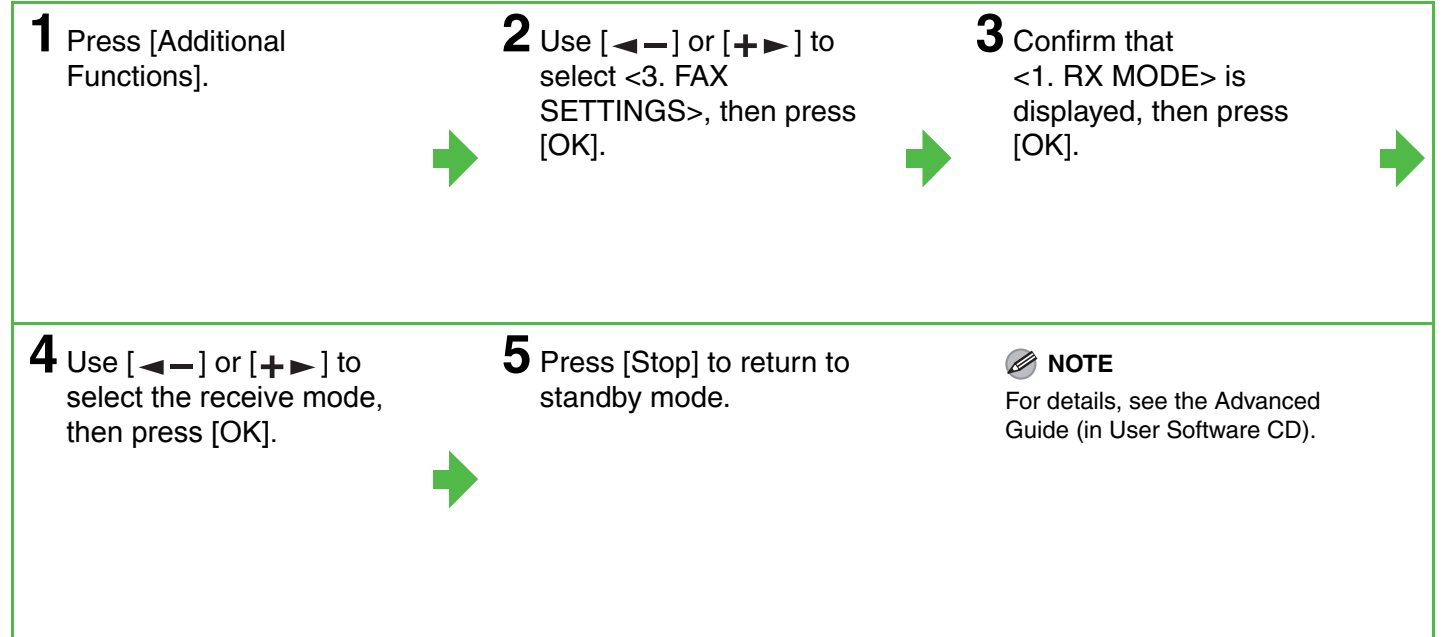 1 Press [Additional
Functions].
2 Use [◄–] or [+►] to
select <3. FAX
SETTINGS>, then press
[OK].
3 Confirm that
<1. RX MODE> is
displayed, then press
[OK].
4 Use [◄–] or [+►] to
select the receive mode,
then press [OK].
5 Press [Stop] to return to
standby mode.
NOTE
For details, see the Advanced
Guide (in User Software CD).